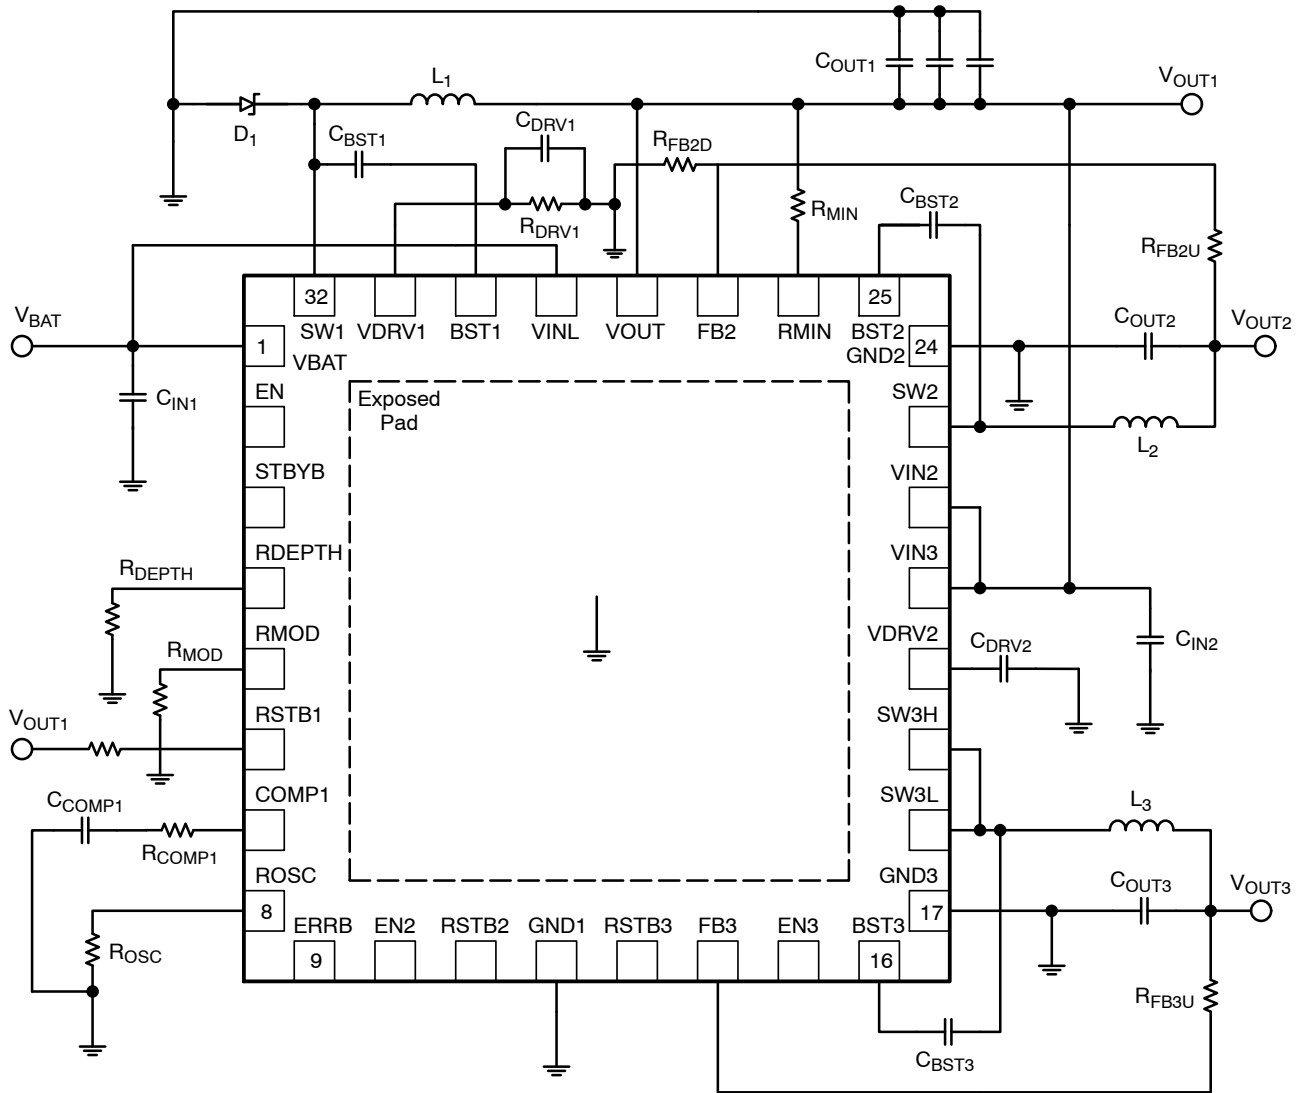 COUT1
L1
VOUT1
D1
CBST1
CDRV1
RFB2D
RDRV1
RMIN
CBST2
RFB2U
32
25
SW1
VDRV1
BST1
VINL
VOUT
FB2
RMIN
BST2
VBAT
1
VBAT
GND2
24
COUT2
VOUT2
CIN1
EN
Exposed
Pad
SW2
L2
STBYB
VIN2
RDEPTH
RDEPTH
VIN3
RMOD
RMOD
VDRV2
CDRV2
CIN2
VOUT1
RSTB1
SW3H
CCOMP1
RCOMP1
COMP1
SW3L
L3
ROSC
8
ROSC
GND3
17
COUT3
VOUT3
ERRB
EN2
RSTB2
GND1
RSTB3
FB3
EN3
BST3
9
16
RFB3U
CBST3